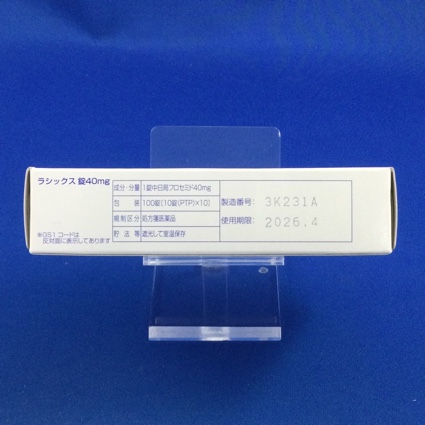 ラシックス 錠40mg
成分・分量 1錠中日局フロセミド40mg
包　装 100錠[10錠(PTP)×10]
規制区分 処方箋医薬品
貯 法 等 遮光して室温保存
製造番号: 3K231A
使用期限: 2026.4
※GS1 コードは
反対面に表示してあります